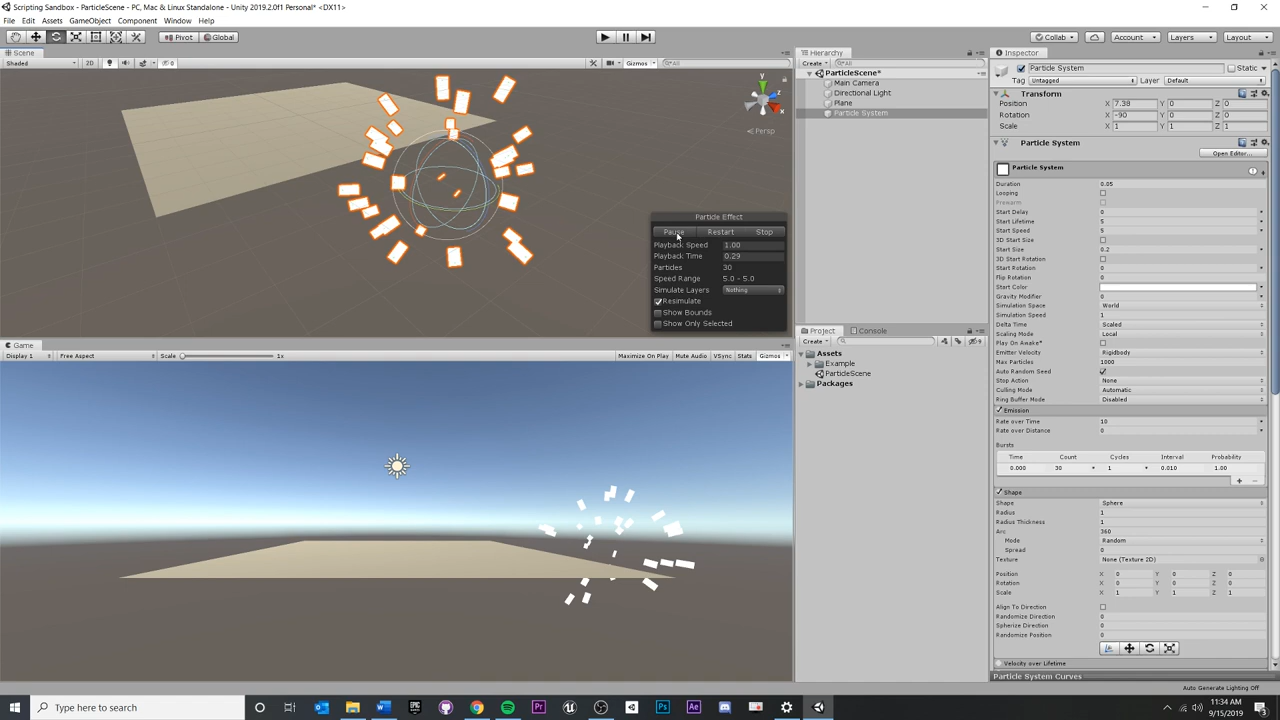 Scripting Sandbox - ParticleScene - PC, Mac & Linux Standalone - Unity 2019.2.0f1 Personal* <DX11>
File Edit Assets GameObject Component Window Help
Pivot Global Collab Account Layers Layout
Scene
Shaded 2D Gizmos All
y
z
x
Persp
Particle Effect
Pause Restart Stop
Playback Speed 1.00
Playback Time 0.29
Particles 30
Speed Range 5.0 - 5.0
Simulate Layers Nothing
Resimulate
Show Bounds
Show Only Selected
Game
Display 1 Free Aspect Scale 1x Maximize On Play Mute Audio VSync Stats Gizmos
Hierarchy
Create All
ParticleScene*
Main Camera
Directional Light
Plane
Particle System
Project Console
Create
Assets
Example
ParticleScene
Packages
Inspector
Particle System Static
Tag Untagged Layer Default
Transform
Position X 7.38 Y 0 Z 0
Rotation X -90 Y 0 Z 0
Scale X 1 Y 1 Z 1
Particle System
Open Editor...
Particle System
Duration 0.05
Looping
Prewarm
Start Delay 0
Start Lifetime 5
Start Speed 5
3D Start Size
Start Size 0.2
3D Start Rotation
Start Rotation 0
Flip Rotation 0
Start Color
Gravity Modifier 0
Simulation Space World
Simulation Speed 1
Delta Time Scaled
Scaling Mode Local
Play On Awake*
Emitter Velocity Rigidbody
Max Particles 1000
Auto Random Seed
Stop Action None
Culling Mode Automatic
Ring Buffer Mode Disabled
Emission
Rate over Time 10
Rate over Distance 0
Bursts
Time Count Cycles Interval Probability
0.000 30 1 0.010 1.00
Shape
Shape Sphere
Radius 1
Radius Thickness 1
Arc 360
Mode Random
Spread 0
Texture None (Texture 2D)
Position X 0 Y 0 Z 0
Rotation X 0 Y 0 Z 0
Scale X 1 Y 1 Z 1
Align To Direction
Randomize Direction 0
Spherize Direction 0
Randomize Position 0
Velocity over Lifetime
Particle System Curves
Auto Generate Lighting Off
Type here to search
11:34 AM
9/15/2019